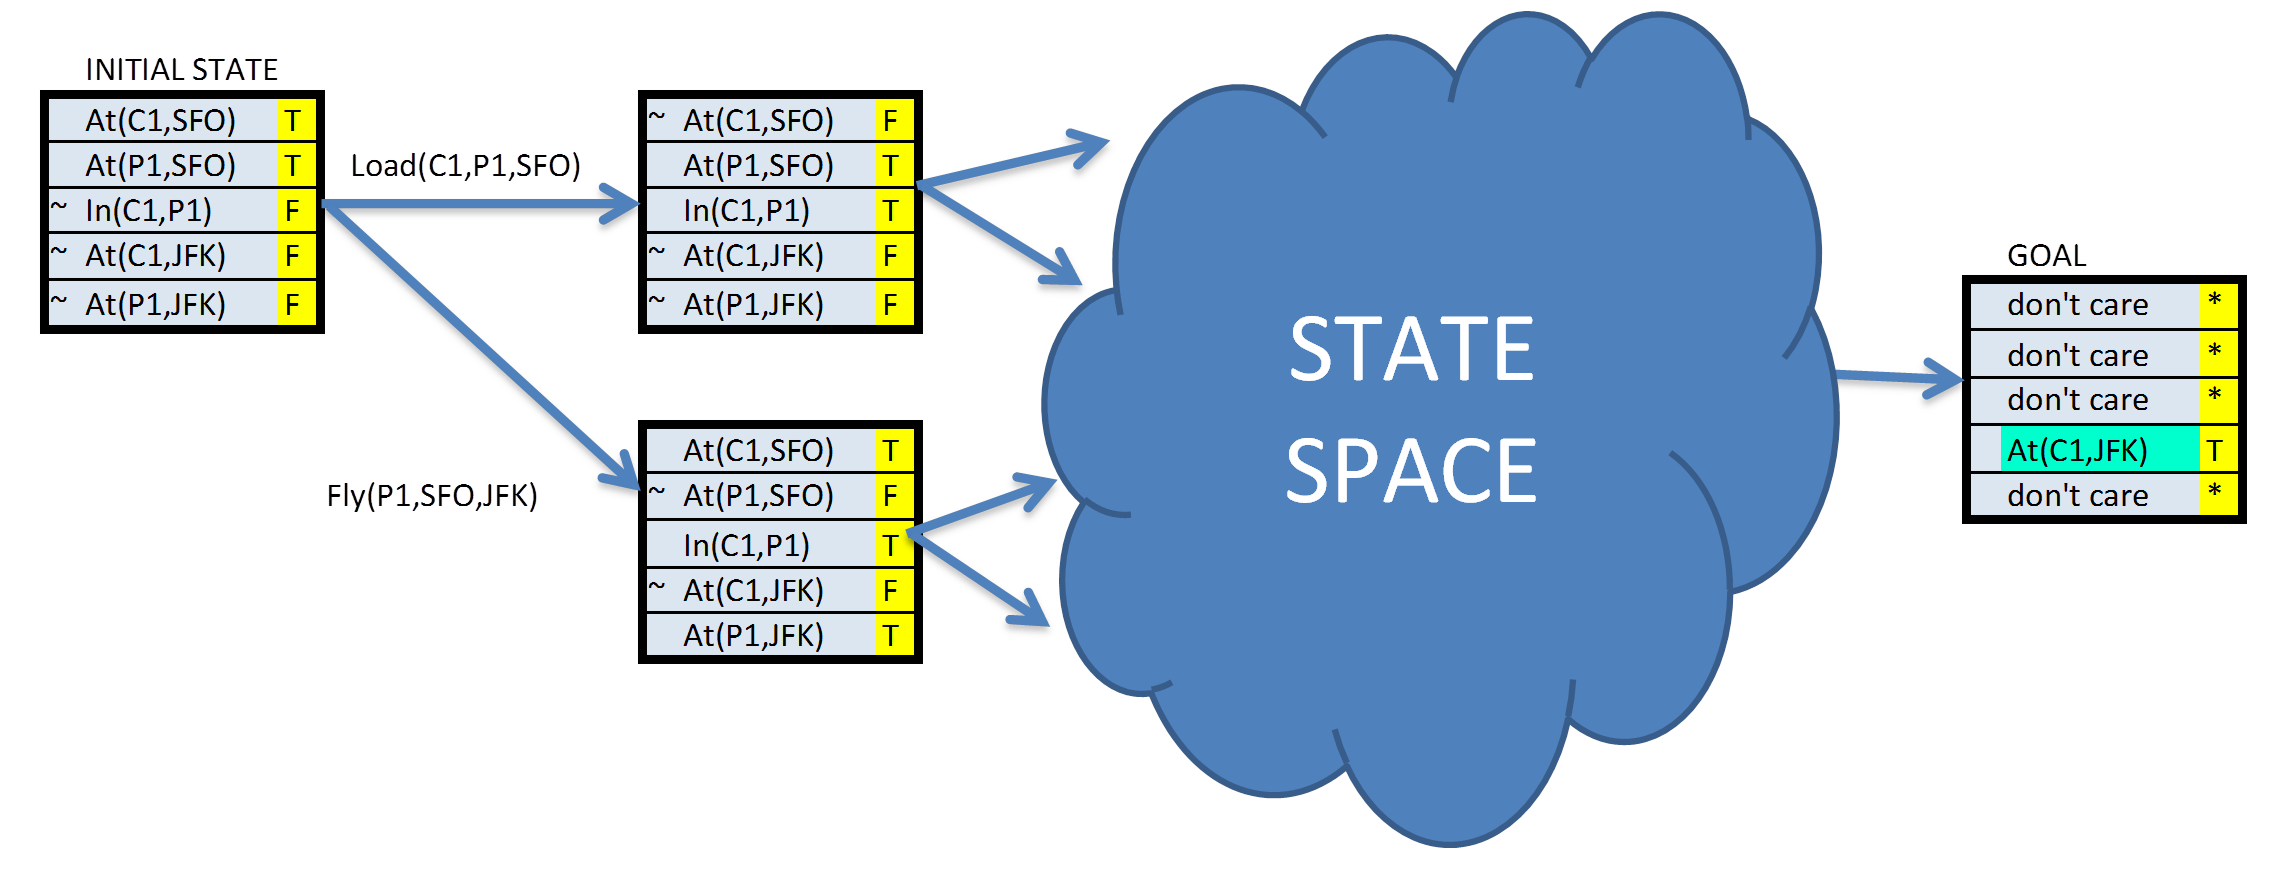 INITIAL STATE
At(C1,SFO) T
At(P1,SFO) T
~ In(C1,P1) F
~ At(C1,JFK) F
~ At(P1,JFK) F
Load(C1,P1,SFO)
~ At(C1,SFO) F
At(P1,SFO) T
In(C1,P1) T
~ At(C1,JFK) F
~ At(P1,JFK) F
Fly(P1,SFO,JFK)
At(C1,SFO) T
~ At(P1,SFO) F
In(C1,P1) T
~ At(C1,JFK) F
At(P1,JFK) T
STATE
SPACE
GOAL
don't care *
don't care *
don't care *
At(C1,JFK) T
don't care *